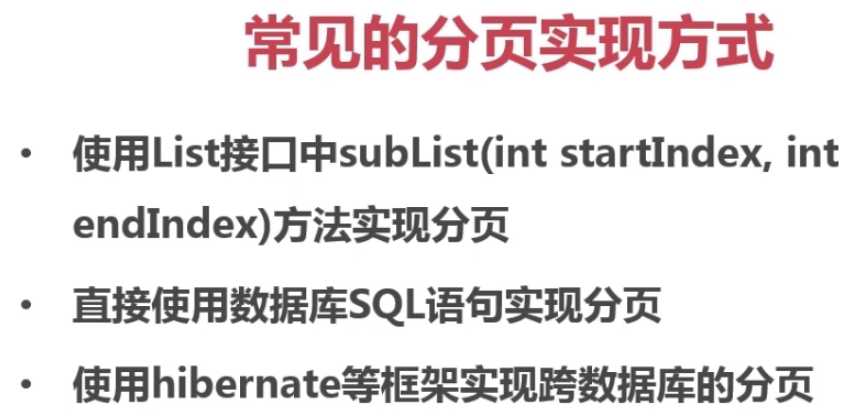 常见的分页实现方式
• 使用List接口中subList(int startIndex, int
endIndex)方法实现分页
• 直接使用数据库SQL语句实现分页
• 使用hibernate等框架实现跨数据库的分页